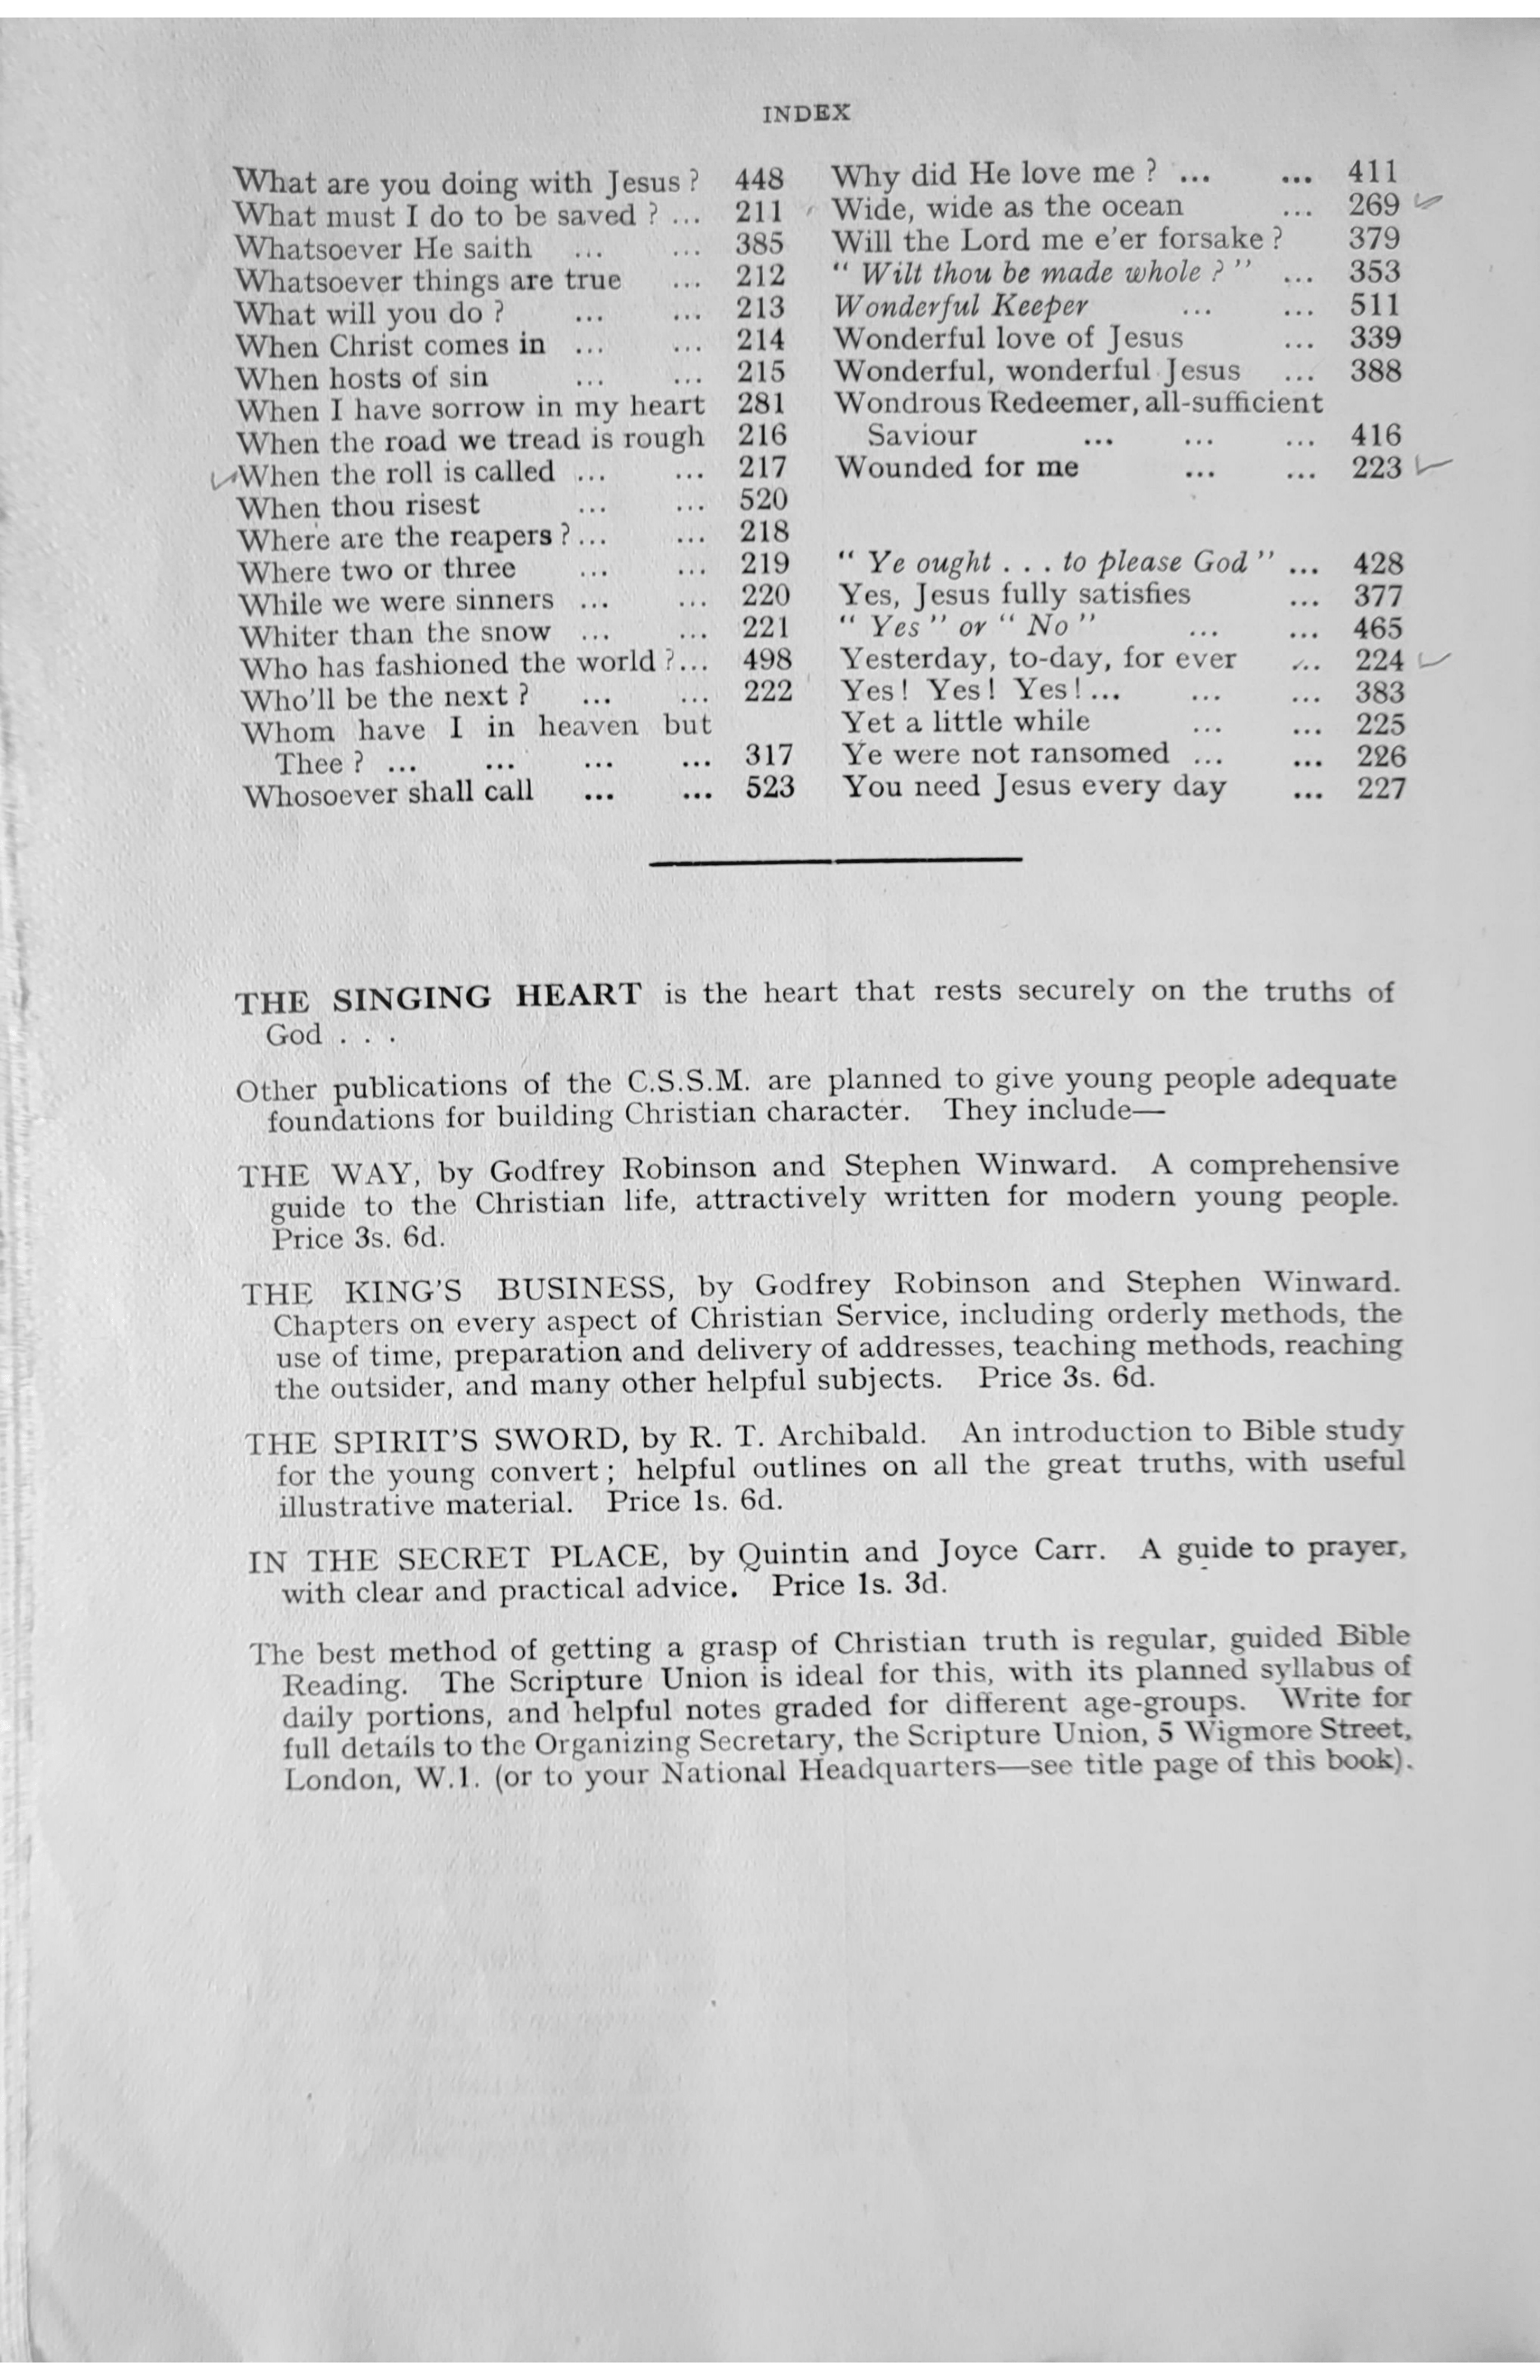 INDEX
What are you doing with Jesus ? 448
What must I do to be saved ? ... 211
Whatsoever He saith ... ... 385
Whatsoever things are true ... 212
What will you do ? ... ... 213
When Christ comes in ... ... 214
When hosts of sin ... ... 215
When I have sorrow in my heart 281
When the road we tread is rough 216
When the roll is called ... ... 217
When thou risest ... ... 520
Where are the reapers ? ... ... 218
Where two or three ... ... 219
While we were sinners ... ... 220
Whiter than the snow ... ... 221
Who has fashioned the world ?... 498
Who'll be the next ? ... ... 222
Whom have I in heaven but
Thee ? ... ... ... ... 317
Whosoever shall call ... ... 523
Why did He love me ? ... ... 411
Wide, wide as the ocean ... 269
Will the Lord me e'er forsake ? 379
“ Wilt thou be made whole ? ” ... 353
Wonderful Keeper ... ... 511
Wonderful love of Jesus ... 339
Wonderful, wonderful Jesus ... 388
Wondrous Redeemer, all-sufficient
Saviour ... ... ... 416
Wounded for me ... ... 223
“ Ye ought . . . to please God ” ... 428
Yes, Jesus fully satisfies ... 377
“ Yes ” or “ No ” ... ... 465
Yesterday, to-day, for ever ... 224
Yes ! Yes ! Yes ! ... ... ... 383
Yet a little while ... ... 225
Ye were not ransomed ... ... 226
You need Jesus every day ... 227
THE SINGING HEART is the heart that rests securely on the truths of
God . . .
Other publications of the C.S.S.M. are planned to give young people adequate
foundations for building Christian character. They include—
THE WAY, by Godfrey Robinson and Stephen Winward. A comprehensive
guide to the Christian life, attractively written for modern young people.
Price 3s. 6d.
THE KING'S BUSINESS, by Godfrey Robinson and Stephen Winward.
Chapters on every aspect of Christian Service, including orderly methods, the
use of time, preparation and delivery of addresses, teaching methods, reaching
the outsider, and many other helpful subjects. Price 3s. 6d.
THE SPIRIT'S SWORD, by R. T. Archibald. An introduction to Bible study
for the young convert ; helpful outlines on all the great truths, with useful
illustrative material. Price 1s. 6d.
IN THE SECRET PLACE, by Quintin and Joyce Carr. A guide to prayer,
with clear and practical advice. Price 1s. 3d.
The best method of getting a grasp of Christian truth is regular, guided Bible
Reading. The Scripture Union is ideal for this, with its planned syllabus of
daily portions, and helpful notes graded for different age-groups. Write for
full details to the Organizing Secretary, the Scripture Union, 5 Wigmore Street,
London, W.1. (or to your National Headquarters—see title page of this book).